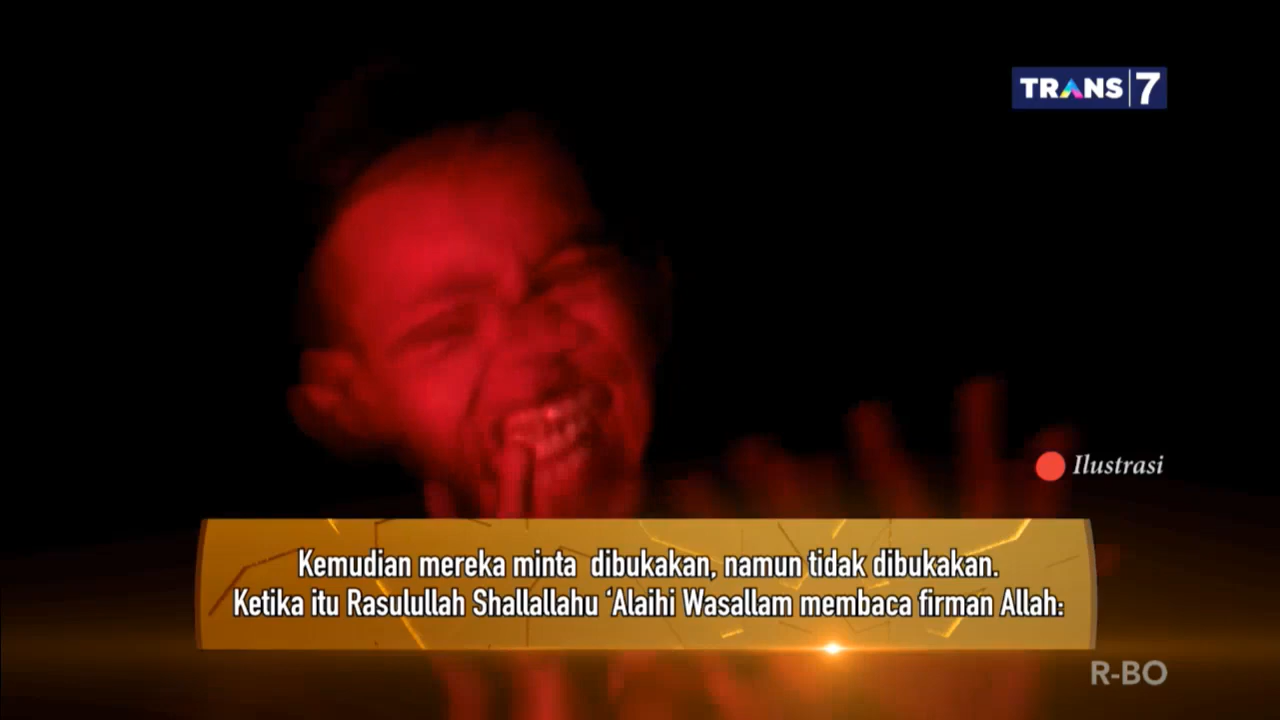 TRANS 7
Ilustrasi
Kemudian mereka minta dibukakan, namun tidak dibukakan.
Ketika itu Rasulullah Shallallahu ‘Alaihi Wasallam membaca firman Allah:
R-BO